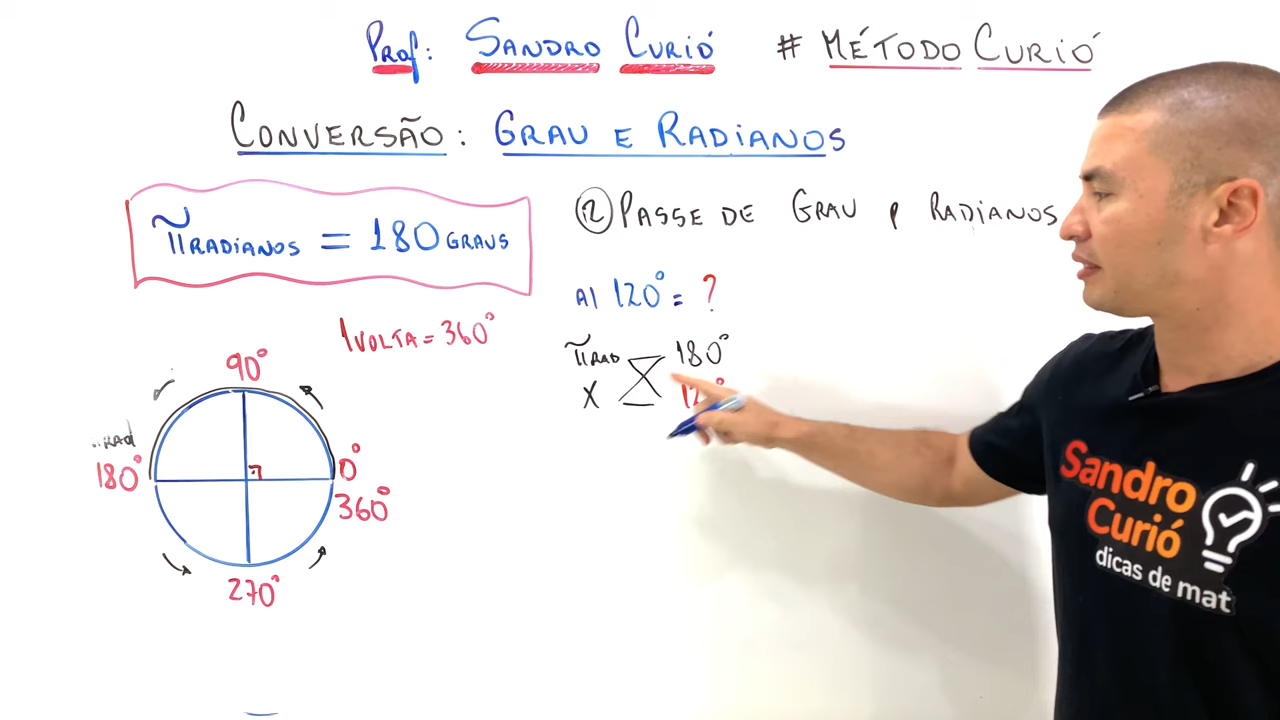 Prof: Sandro Curió # Método Curió
Conversão: Grau e Radianos
π radianos = 180 graus
② Passe de Grau p Radianos
a) 120° = ?
1 volta = 360°
π rad 180°
x
90°
rad
180°
0°
360°
270°
Sandro
Curió
dicas de mat